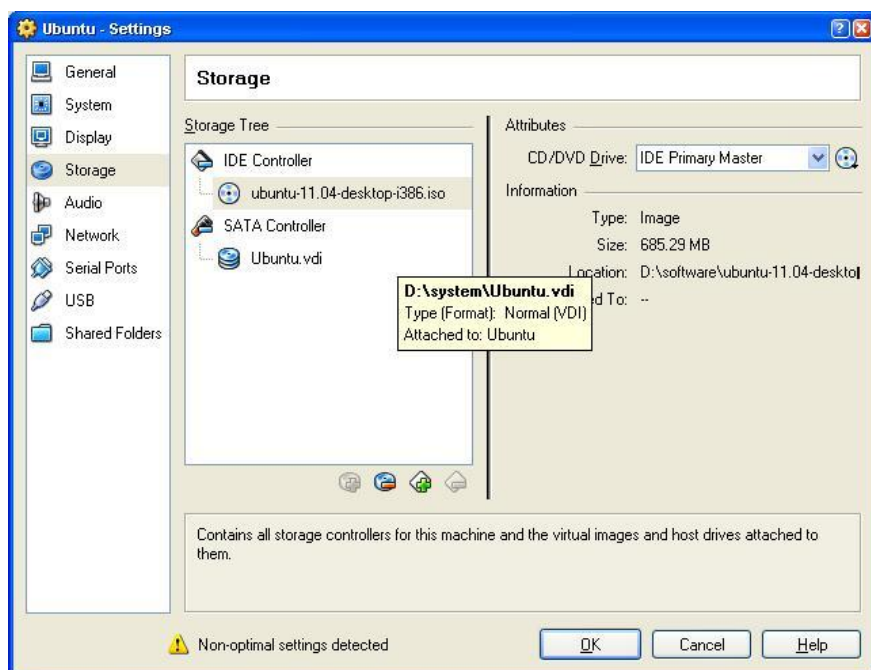 Ubuntu - Settings
General
System
Display
Storage
Audio
Network
Serial Ports
USB
Shared Folders
Storage
Storage Tree
IDE Controller
ubuntu-11.04-desktop-i386.iso
SATA Controller
Ubuntu.vdi
D:\system\Ubuntu.vdi
Type (Format): Normal (VDI)
Attached to: Ubuntu
Attributes
CD/DVD Drive: IDE Primary Master
Information
Type: Image
Size: 685.29 MB
Location: D:\software\ubuntu-11.04-deskto
To: --
Contains all storage controllers for this machine and the virtual images and host drives attached to
them.
Non-optimal settings detected
OK
Cancel
Help